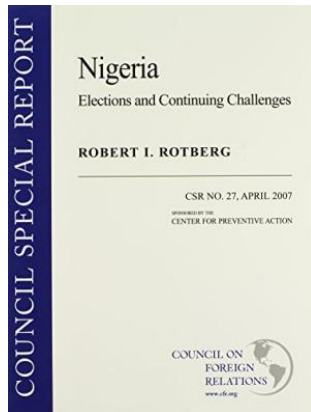 COUNCIL SPECIAL REPORT
Nigeria
Elections and Continuing Challenges
ROBERT I. ROTBERG
CSR NO. 27, APRIL 2007
SPONSORED BY THE
CENTER FOR PREVENTIVE ACTION
COUNCIL ON
FOREIGN
RELATIONS
www.cfr.org